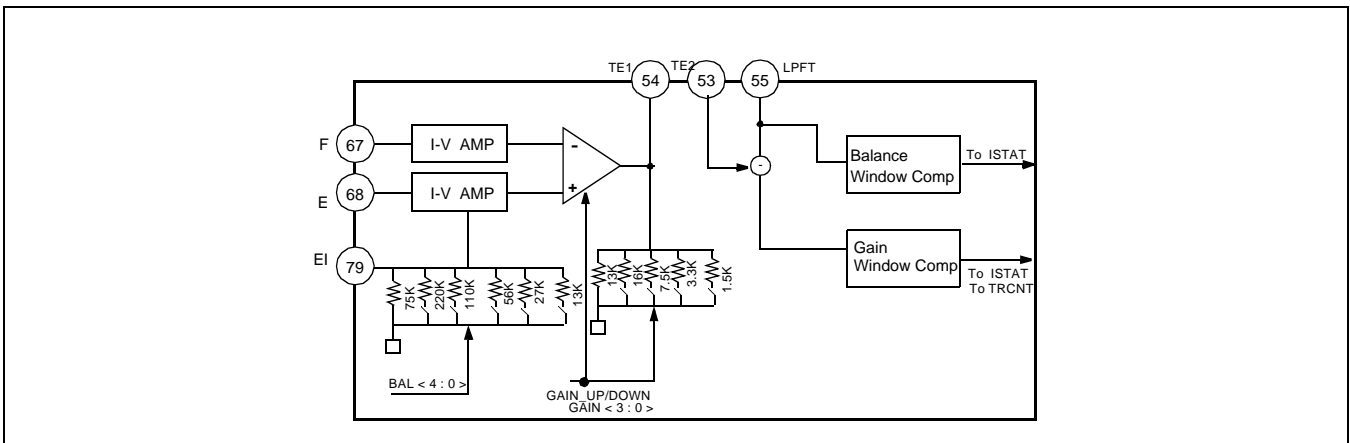 TE1
54
TE2
53
55
LPFT
F
67
I-V AMP
-
Balance
Window Comp
To ISTAT
-
E
68
I-V AMP
+
EI
79
75K
220K
110K
56K
27K
13K
13K
16K
7.5K
3.3K
1.5K
Gain
Window Comp
To ISTAT
To TRCNT
BAL < 4 : 0 >
GAIN_UP/DOWN
GAIN < 3 : 0 >